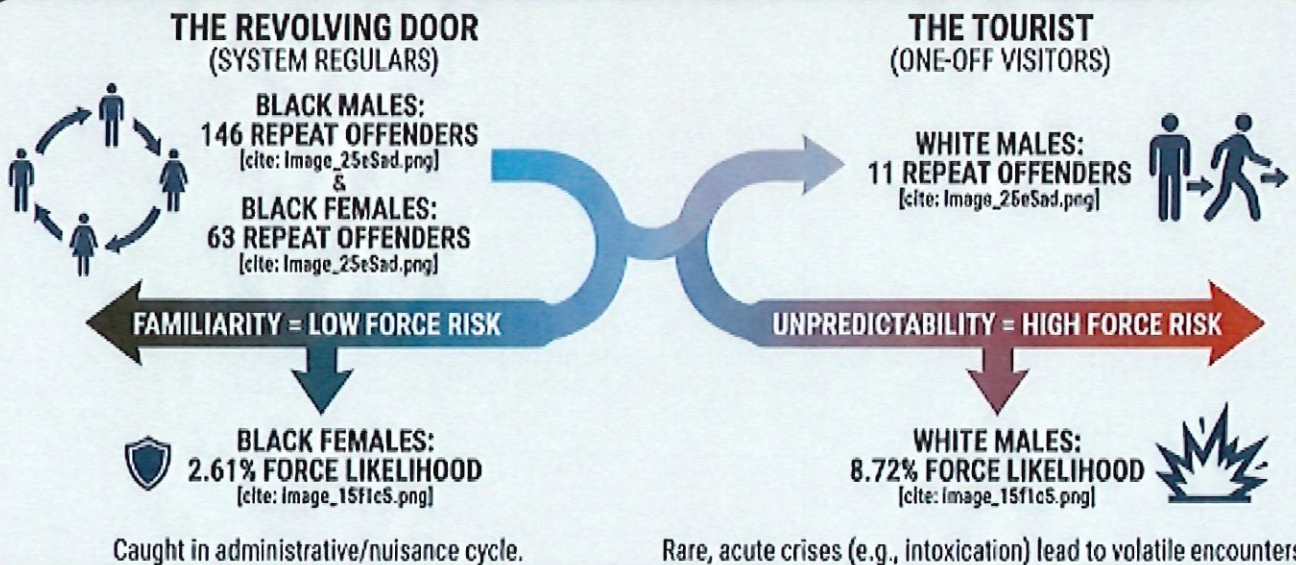 THE REVOLVING DOOR
(SYSTEM REGULARS)
BLACK MALES:
146 REPEAT OFFENDERS
[cite: Image_25eSad.png]
&
BLACK FEMALES:
63 REPEAT OFFENDERS
[cite: Image_25eSad.png]
FAMILIARITY = LOW FORCE RISK
BLACK FEMALES:
2.61% FORCE LIKELIHOOD
[cite: Image_15f1c5.png]
Caught in administrative/nuisance cycle.
THE TOURIST
(ONE-OFF VISITORS)
WHITE MALES:
11 REPEAT OFFENDERS
[cite: Image_25eSad.png]
UNPREDICTABILITY = HIGH FORCE RISK
WHITE MALES:
8.72% FORCE LIKELIHOOD
[cite: Image_15f1c5.png]
Rare, acute crises (e.g., intoxication) lead to volatile encounters